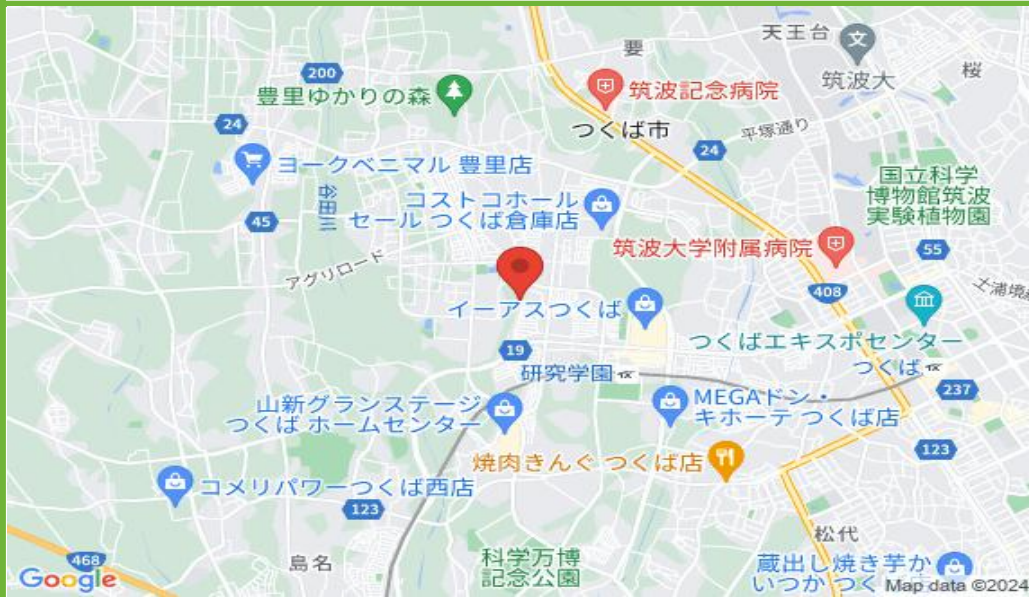 天王台
文
要
筑波大
桜
200
筑波記念病院
豊里ゆかりの森
つくば市
平塚通り
24
24
ヨークベニマル 豊里店
国立科学
博物館筑波
実験植物園
谷田川
コストコホール
セール つくば倉庫店
45
筑波大学附属病院
55
アグリロード
土浦境線
408
イーアスつくば
つくばエキスポセンター
19
つくば
研究学園
237
山新グランステージ
つくば ホームセンター
MEGAドン・
キホーテ つくば店
123
焼肉きんぐ つくば店
コメリパワーつくば西店
123
松代
468
島名
科学万博
記念公園
蔵出し焼き芋か
いつか つく
Google
Map data ©2024